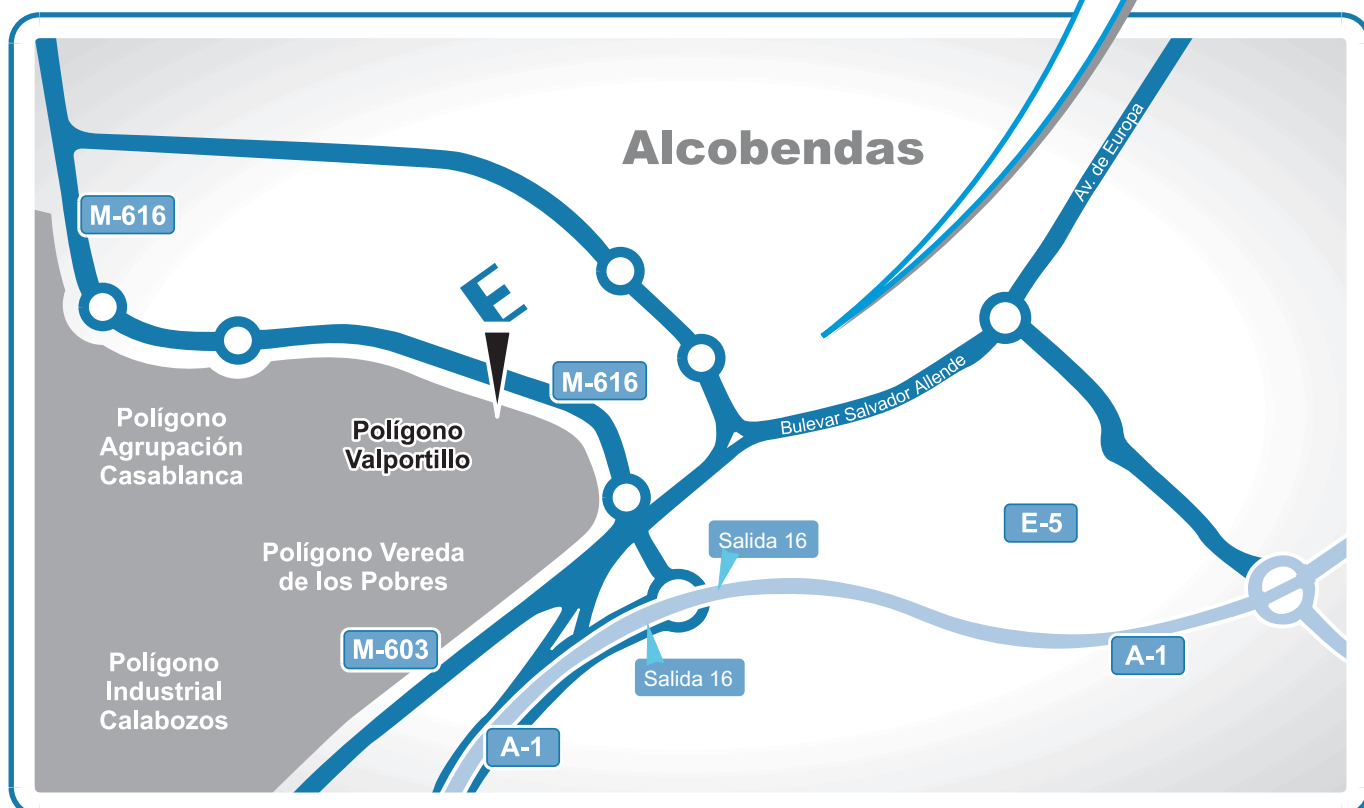 Alcobendas
Av. de Europa
M-616
E
M-616
Bulevar Salvador Allende
Polígono
Agrupación
Casablanca
Polígono
Valportillo
E-5
Salida 16
Polígono Vereda
de los Pobres
M-603
A-1
Polígono
Industrial
Calabozos
Salida 16
A-1